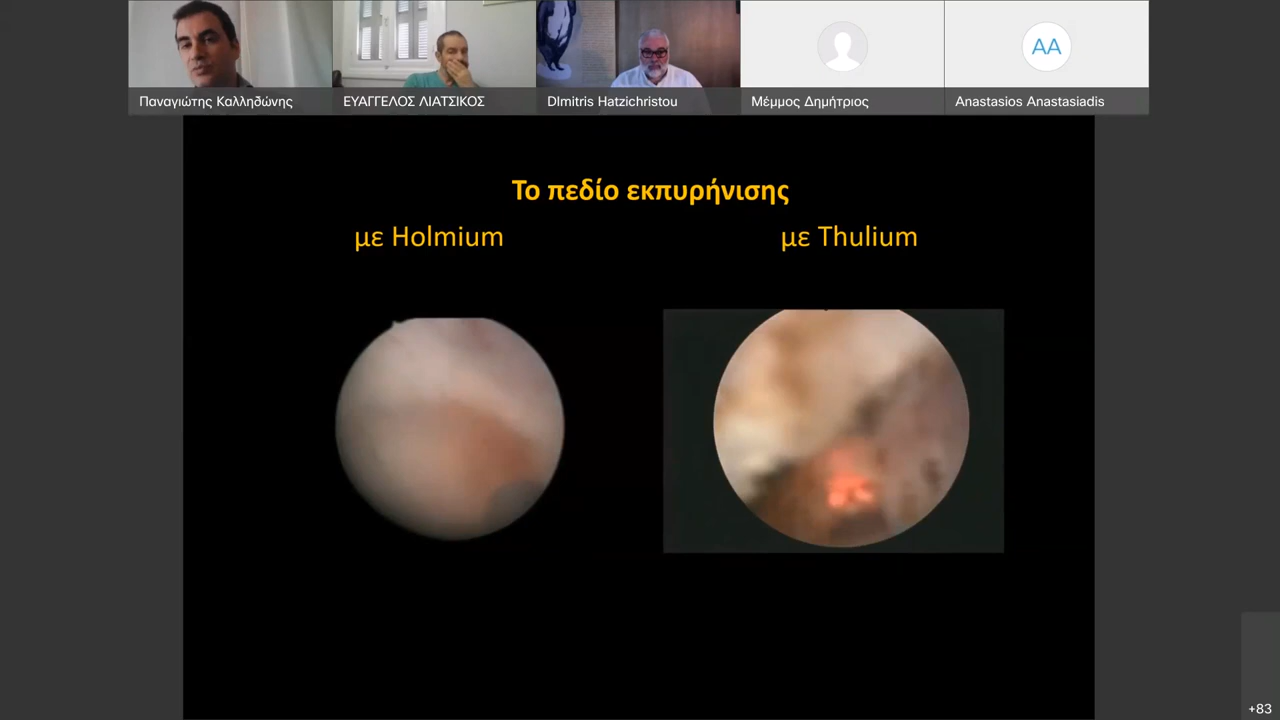 Παναγιώτης Καλληδώνης
ΕΥΑΓΓΕΛΟΣ ΛΙΑΤΣΙΚΟΣ
DImitris Hatzichristou
Μέμμος Δημήτριος
AA
Anastasios Anastasiadis
Το πεδίο εκπυρήνισης
με Holmium
με Thulium
+83